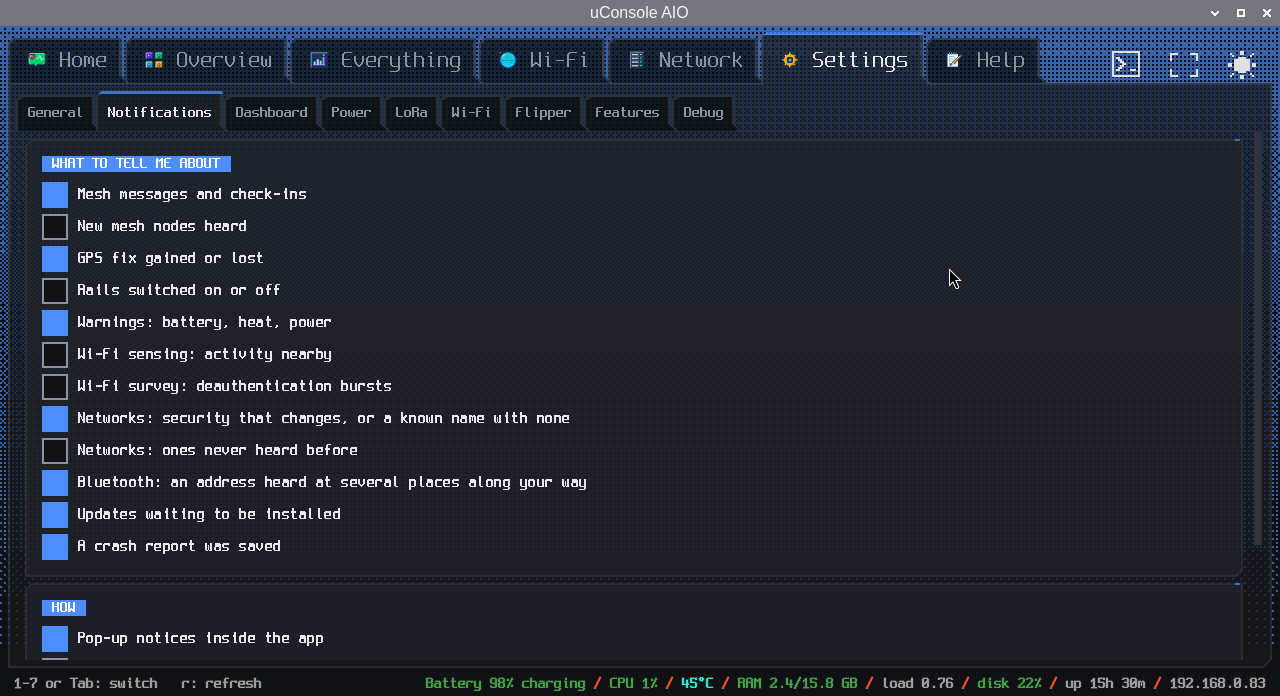 uConsole AIO
Home Overview Everything Wi-Fi Network Settings Help
General Notifications Dashboard Power LoRa Wi-Fi Flipper Features Debug
WHAT TO TELL ME ABOUT
Mesh messages and check-ins
New mesh nodes heard
GPS fix gained or lost
Rails switched on or off
Warnings: battery, heat, power
Wi-Fi sensing: activity nearby
Wi-Fi survey: deauthentication bursts
Networks: security that changes, or a known name with none
Networks: ones never heard before
Bluetooth: an address heard at several places along your way
Updates waiting to be installed
A crash report was saved
HOW
Pop-up notices inside the app
1-7 or Tab: switch r: refresh Battery 98% charging / CPU 1% / 45°C / RAM 2.4/15.8 GB / load 0.76 / disk 22% / up 15h 30m / 192.168.0.83